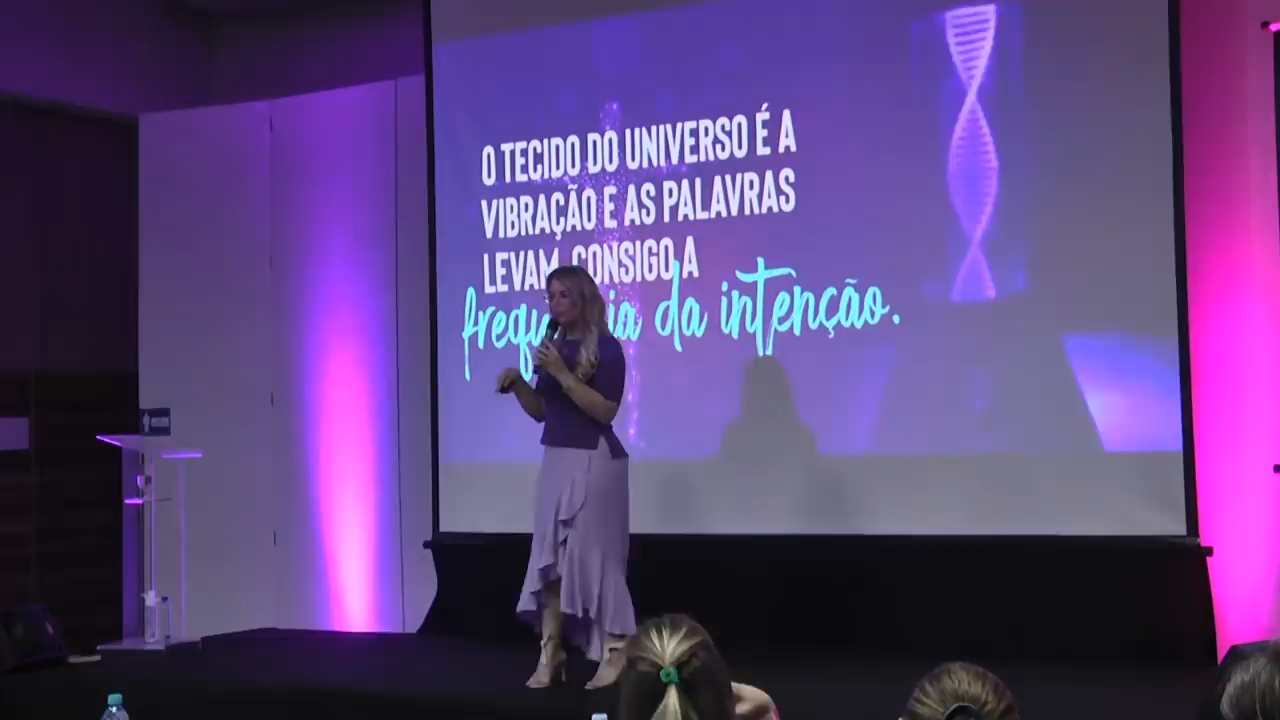 O TECIDO DO UNIVERSO É A
VIBRAÇÃO E AS PALAVRAS
LEVAM CONSIGO A
da intenção.